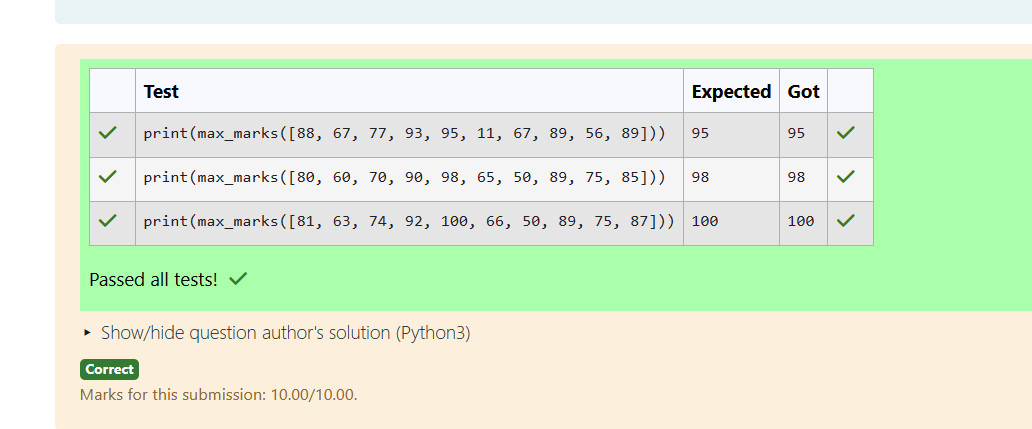 Test Expected Got
print(max_marks([88, 67, 77, 93, 95, 11, 67, 89, 56, 89])) 95 95
print(max_marks([80, 60, 70, 90, 98, 65, 50, 89, 75, 85])) 98 98
print(max_marks([81, 63, 74, 92, 100, 66, 50, 89, 75, 87])) 100 100
Passed all tests!
Show/hide question author's solution (Python3)
Correct
Marks for this submission: 10.00/10.00.